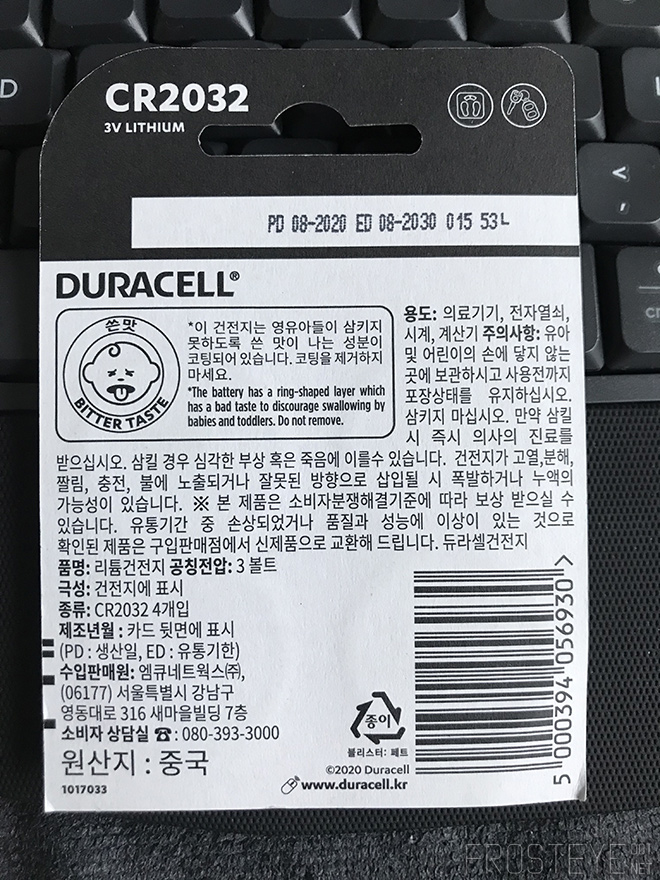 CR2032
3V LITHIUM
PD 08-2020 ED 08-2030 015 53L
DURACELL®
쓴 맛
BITTER TASTE
*이 건전지는 영유아들이 삼키지
못하도록 쓴 맛이 나는 성분이
코팅되어 있습니다. 코팅을 제거하지
마세요.
*The battery has a ring-shaped layer which
has a bad taste to discourage swallowing by
babies and toddlers. Do not remove.
용도: 의료기기, 전자열쇠,
시계, 계산기 주의사항: 유아
및 어린이의 손에 닿지 않는
곳에 보관하시고 사용전까지
포장상태를 유지하십시오.
삼키지 마십시오. 만약 삼킬
시 즉시 의사의 진료를
받으십시오. 삼킬 경우 심각한 부상 혹은 죽음에 이를수 있습니다. 건전지가 고열,분해,
짤림, 충전, 불에 노출되거나 잘못된 방향으로 삽입될 시 폭발하거나 누액의
가능성이 있습니다. ※ 본 제품은 소비자분쟁해결기준에 따라 보상 받으실 수
있습니다. 유통기간 중 손상되었거나 품질과 성능에 이상이 있는 것으로
확인된 제품은 구입판매점에서 신제품으로 교환해 드립니다. 듀라셀건전지
품명: 리튬건전지 공칭전압: 3 볼트
극성: 건전지에 표시
종류: CR2032 4개입
제조년월 : 카드 뒷면에 표시
(PD : 생산일, ED : 유통기한)
수입판매원: 엠큐네트웍스㈜,
(06177) 서울특별시 강남구
영동대로 316 새마을빌딩 7층
소비자 상담실 ☎ : 080-393-3000
원산지 : 중국
1017033
종이
블리스터: 페트
©2020 Duracell
www.duracell.kr
5 000394 056930 >
D
L
<
,
FROSTEYE.NET